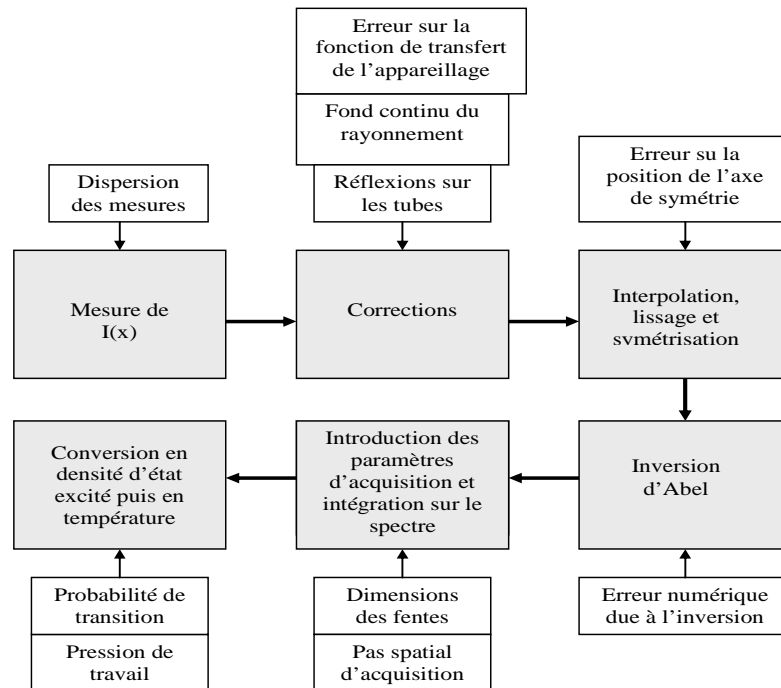 Erreur sur la
fonction de transfert
de l’appareillage
Fond continu du
rayonnement
Réflexions sur
les tubes
Dispersion
des mesures
Erreur su la
position de l’axe
de symétrie
Mesure de
I(x)
Corrections
Interpolation,
lissage et
symétrisation
Conversion en
densité d’état
excité puis en
température
Introduction des
paramètres
d’acquisition et
intégration sur le
spectre
Inversion
d’Abel
Probabilité de
transition
Pression de
travail
Dimensions
des fentes
Pas spatial
d’acquisition
Erreur numérique
due à l’inversion